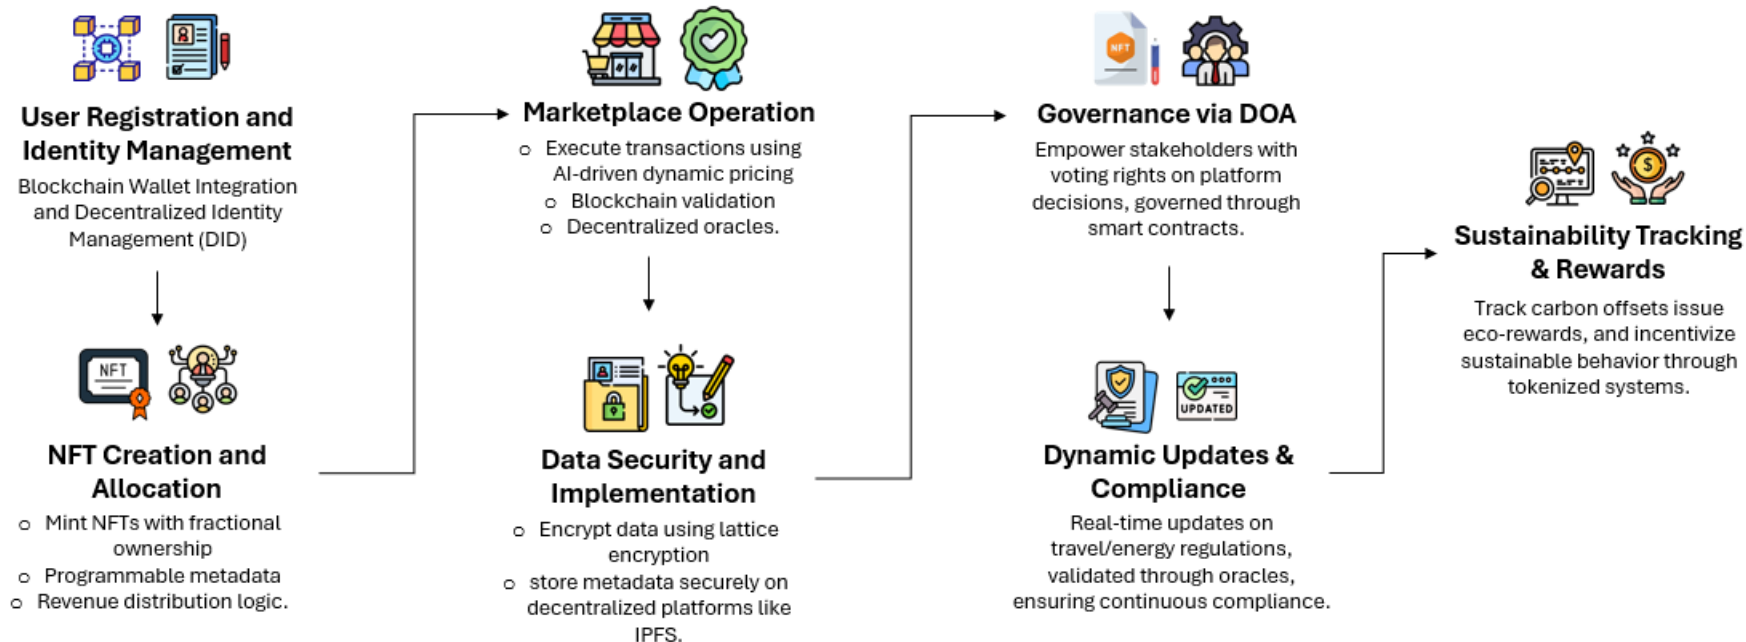 User Registration and
Identity Management
Blockchain Wallet Integration
and Decentralized Identity
Management (DID)
NFT
NFT Creation and
Allocation
o Mint NFTs with fractional
ownership
o Programmable metadata
o Revenue distribution logic.
Marketplace Operation
o Execute transactions using
AI-driven dynamic pricing
o Blockchain validation
o Decentralized oracles.
Data Security and
Implementation
o Encrypt data using lattice
encryption
o store metadata securely on
decentralized platforms like
IPFS.
NFT
Governance via DOA
Empower stakeholders with
voting rights on platform
decisions, governed through
smart contracts.
UPDATED
Dynamic Updates &
Compliance
Real-time updates on
travel/energy regulations,
validated through oracles,
ensuring continuous compliance.
$
Sustainability Tracking
& Rewards
Track carbon offsets issue
eco-rewards, and incentivize
sustainable behavior through
tokenized systems.